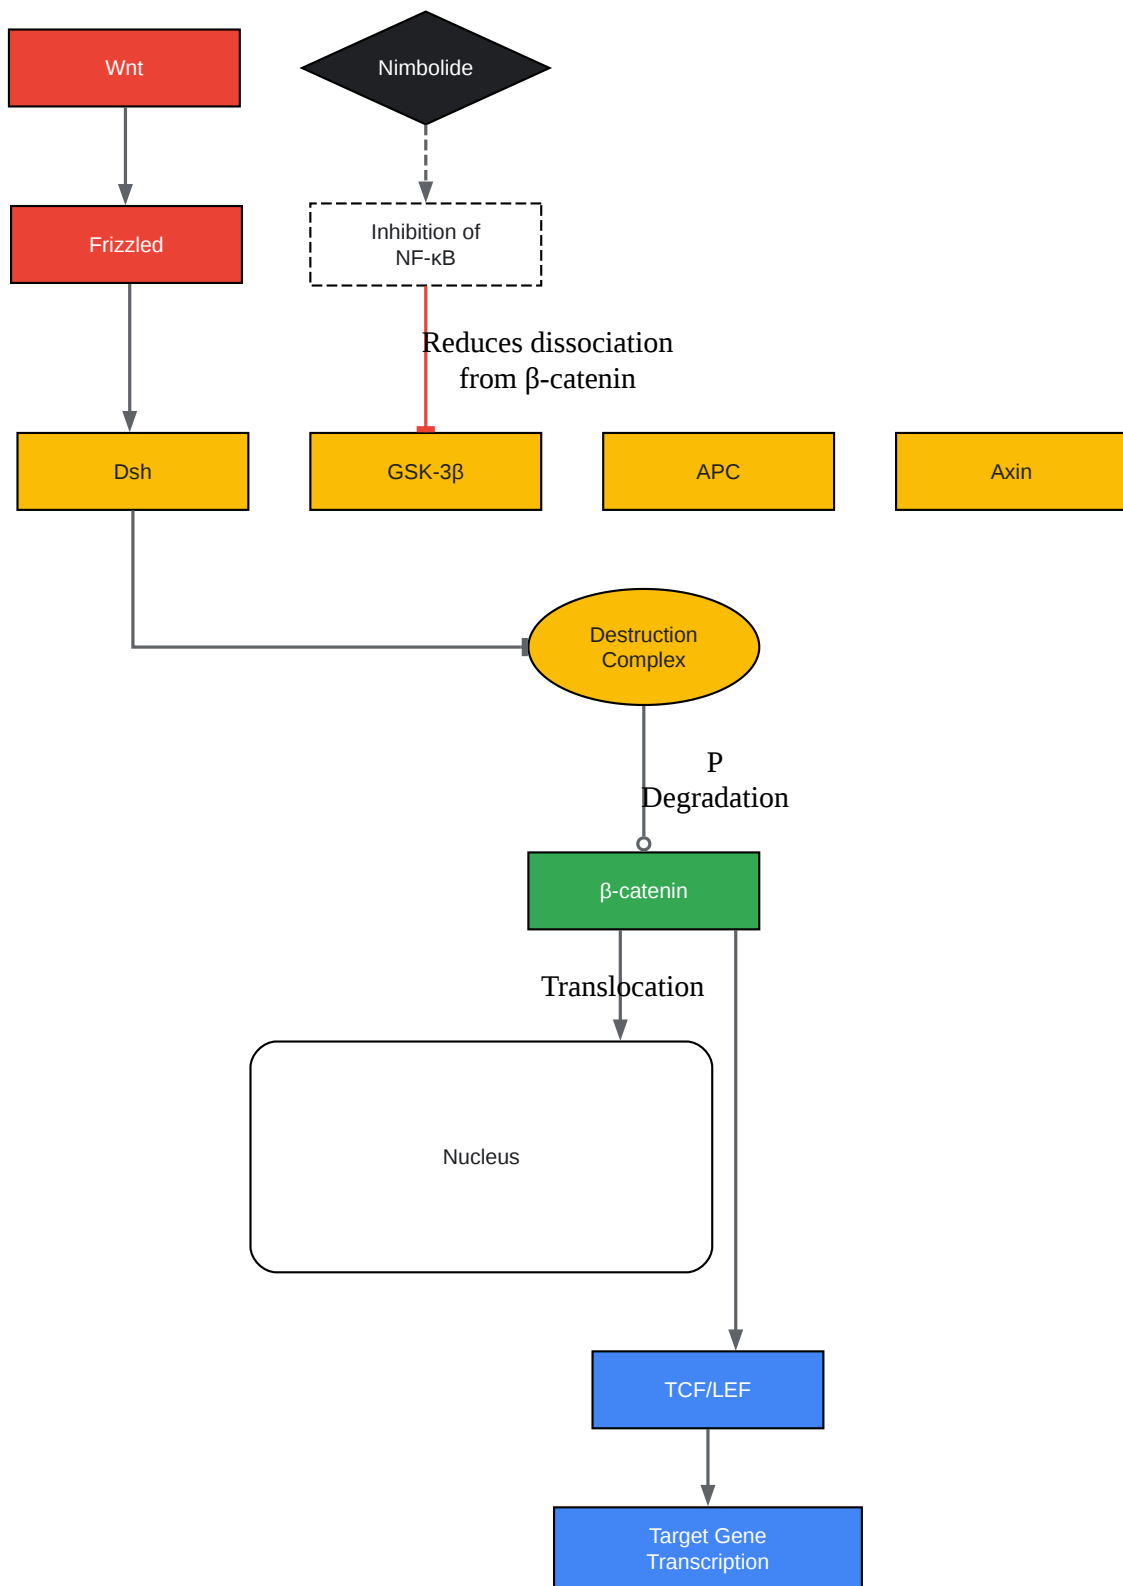 Wnt
Nimbolide
Frizzled
Inhibition of
NF-κB
Reduces dissociation
from β-catenin
Dsh
GSK-3β
APC
Axin
Destruction
Complex
P
Degradation
β-catenin
Translocation
Nucleus
TCF/LEF
Target Gene
Transcription